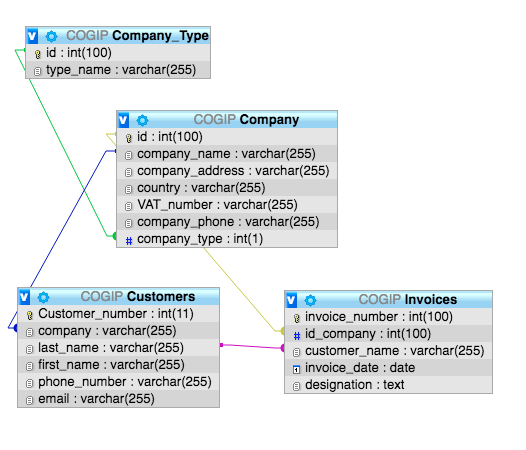 COGIP Company_Type
id : int(100)
type_name : varchar(255)
COGIP Company
id : int(100)
company_name : varchar(255)
company_address : varchar(255)
country : varchar(255)
VAT_number : varchar(255)
company_phone : varchar(255)
# company_type : int(1)
COGIP Customers
Customer_number : int(11)
company : varchar(255)
last_name : varchar(255)
first_name : varchar(255)
phone_number : varchar(255)
email : varchar(255)
COGIP Invoices
invoice_number : int(100)
# id_company : int(100)
customer_name : varchar(255)
invoice_date : date
designation : text